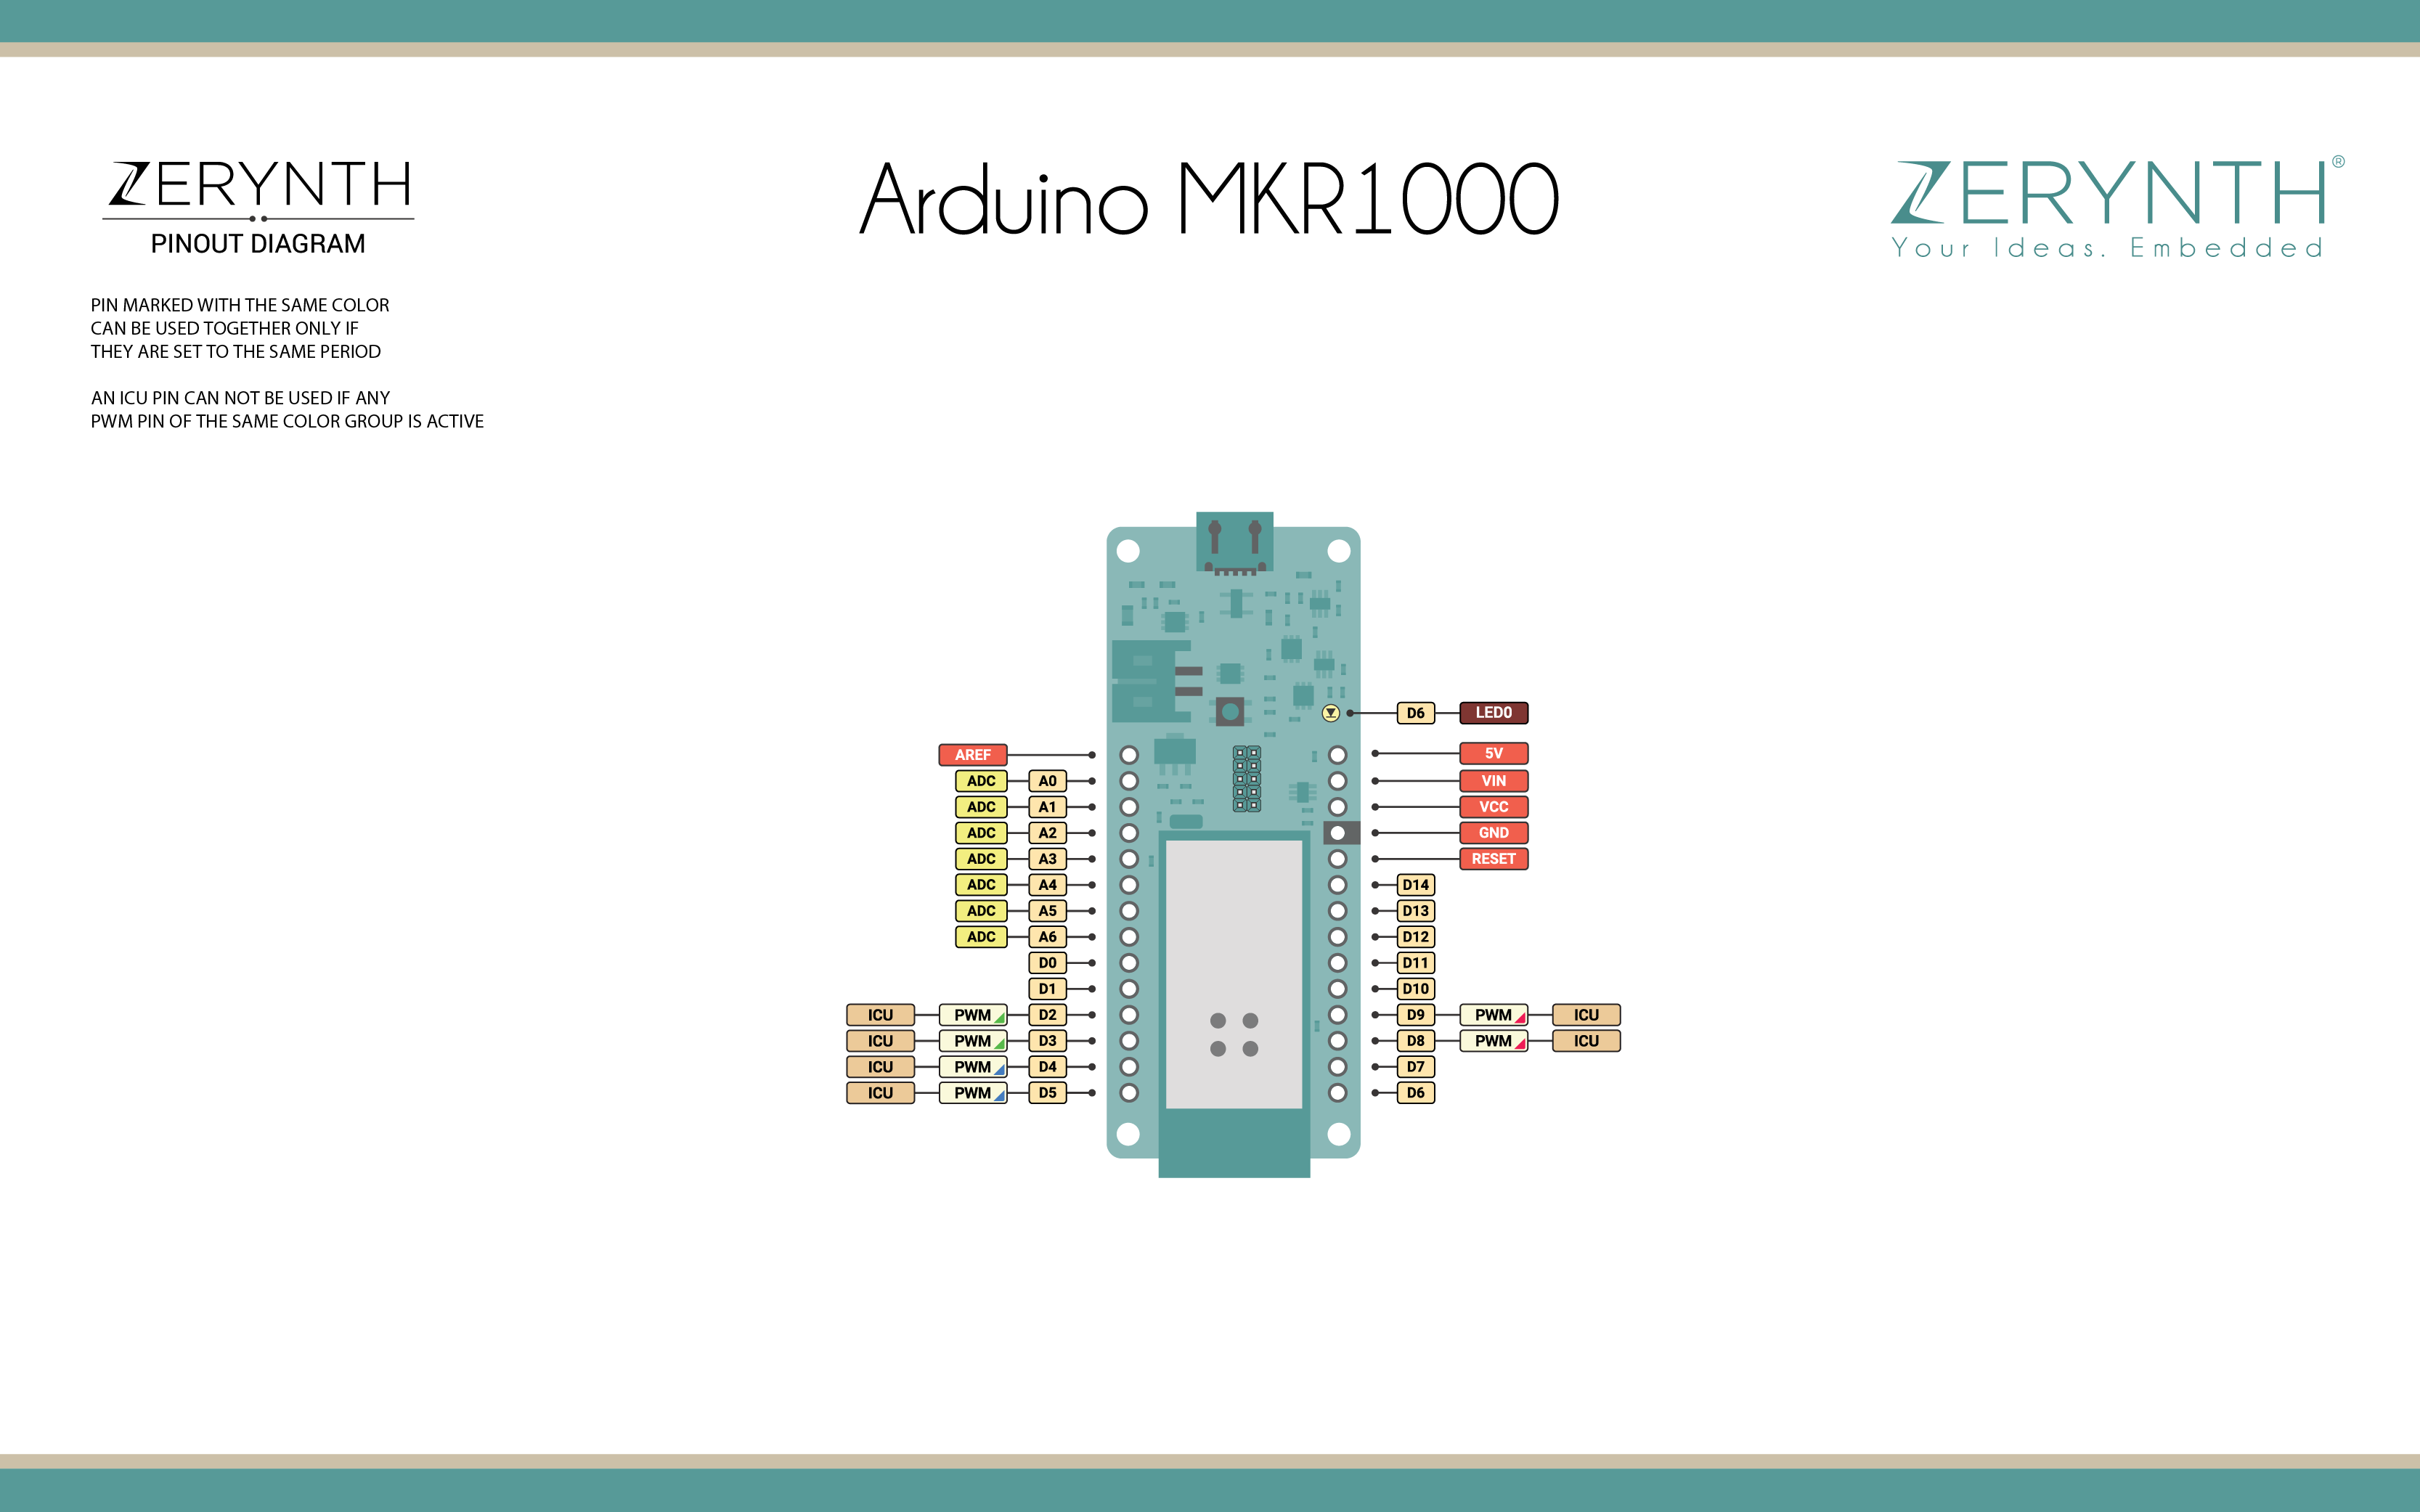 ZERYNTH
PINOUT DIAGRAM
Arduino MKR1000
ZERYNTH®
Your Ideas. Embedded
PIN MARKED WITH THE SAME COLOR
CAN BE USED TOGETHER ONLY IF
THEY ARE SET TO THE SAME PERIOD
AN ICU PIN CAN NOT BE USED IF ANY
PWM PIN OF THE SAME COLOR GROUP IS ACTIVE
D6 LED0
AREF 5V
ADC A0 VIN
ADC A1 VCC
ADC A2 GND
ADC A3 RESET
ADC A4 D14
ADC A5 D13
ADC A6 D12
D0 D11
D1 D10
ICU PWM D2 D9 PWM ICU
ICU PWM D3 D8 PWM ICU
ICU PWM D4 D7
ICU PWM D5 D6